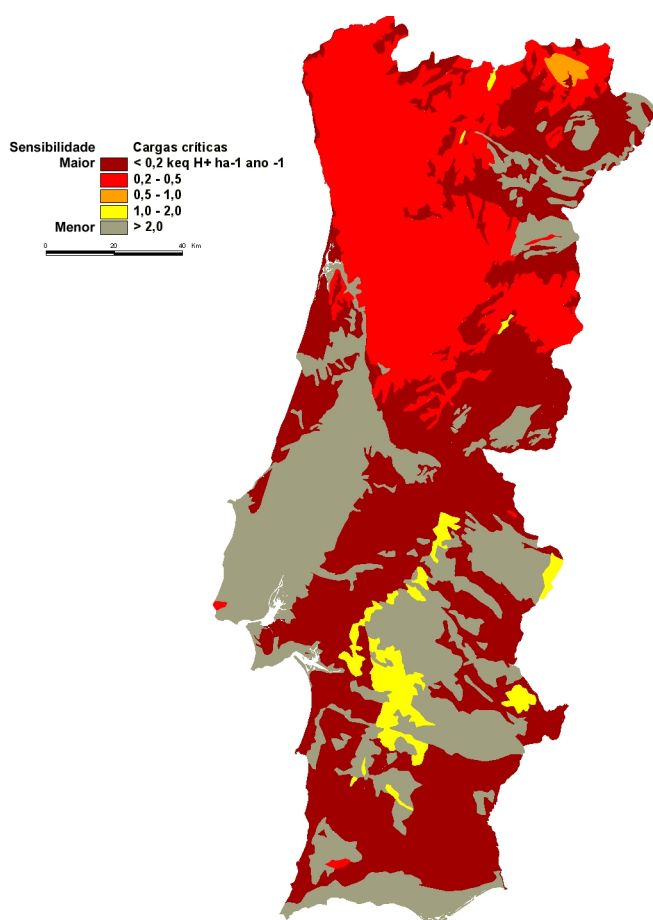 Sensibilidade Cargas críticas
Maior < 0,2 keq H+ ha-1 ano -1
0,2 - 0,5
0,5 - 1,0
1,0 - 2,0
Menor > 2,0
0 20 40 Km